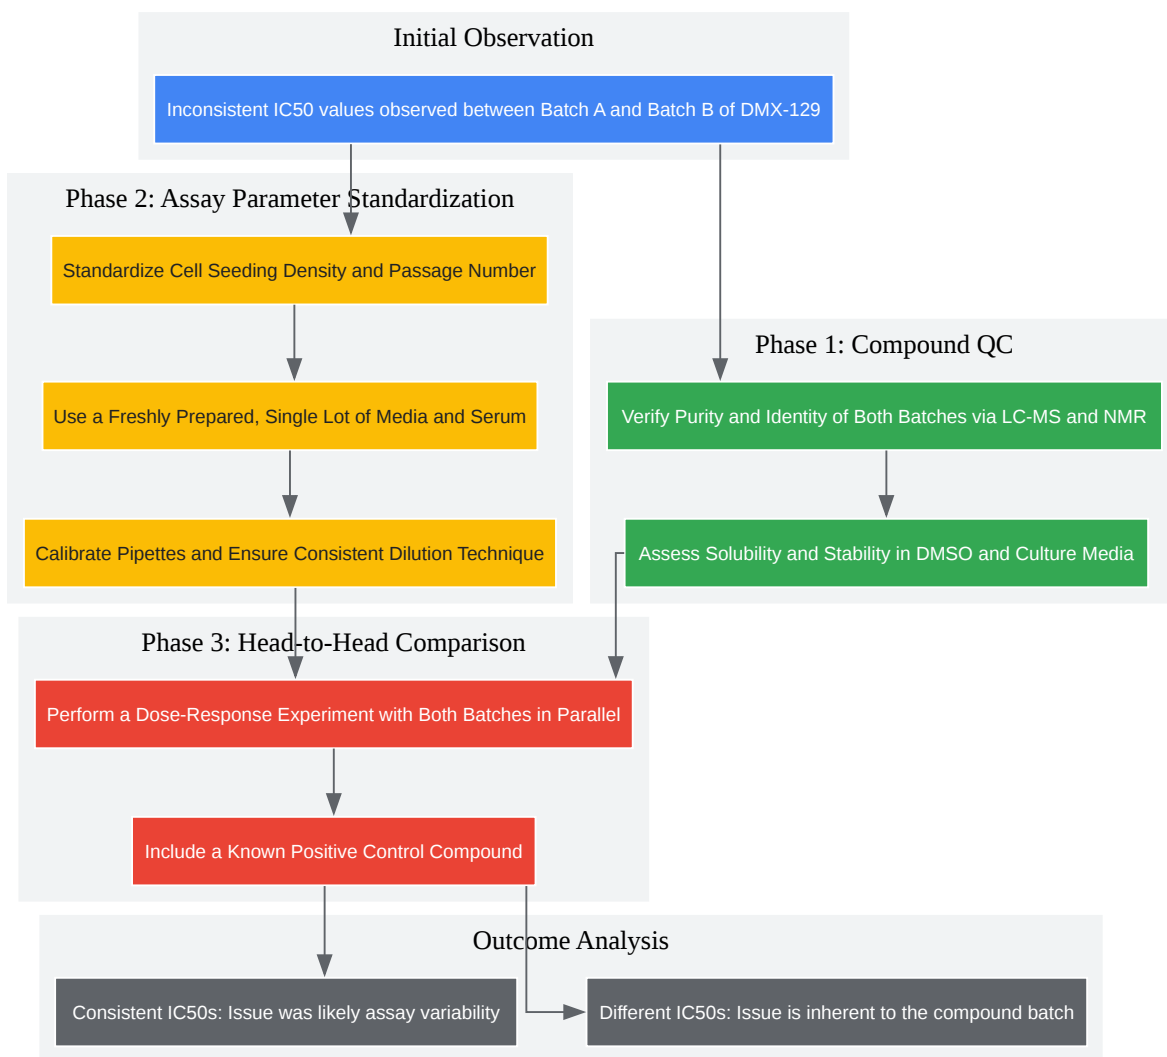 Initial Observation
Inconsistent IC50 values observed between Batch A and Batch B of DMX-129
Phase 2: Assay Parameter Standardization
Standardize Cell Seeding Density and Passage Number
Use a Freshly Prepared, Single Lot of Media and Serum
Calibrate Pipettes and Ensure Consistent Dilution Technique
Phase 1: Compound QC
Verify Purity and Identity of Both Batches via LC-MS and NMR
Assess Solubility and Stability in DMSO and Culture Media
Phase 3: Head-to-Head Comparison
Perform a Dose-Response Experiment with Both Batches in Parallel
Include a Known Positive Control Compound
Outcome Analysis
Consistent IC50s: Issue was likely assay variability
Different IC50s: Issue is inherent to the compound batch